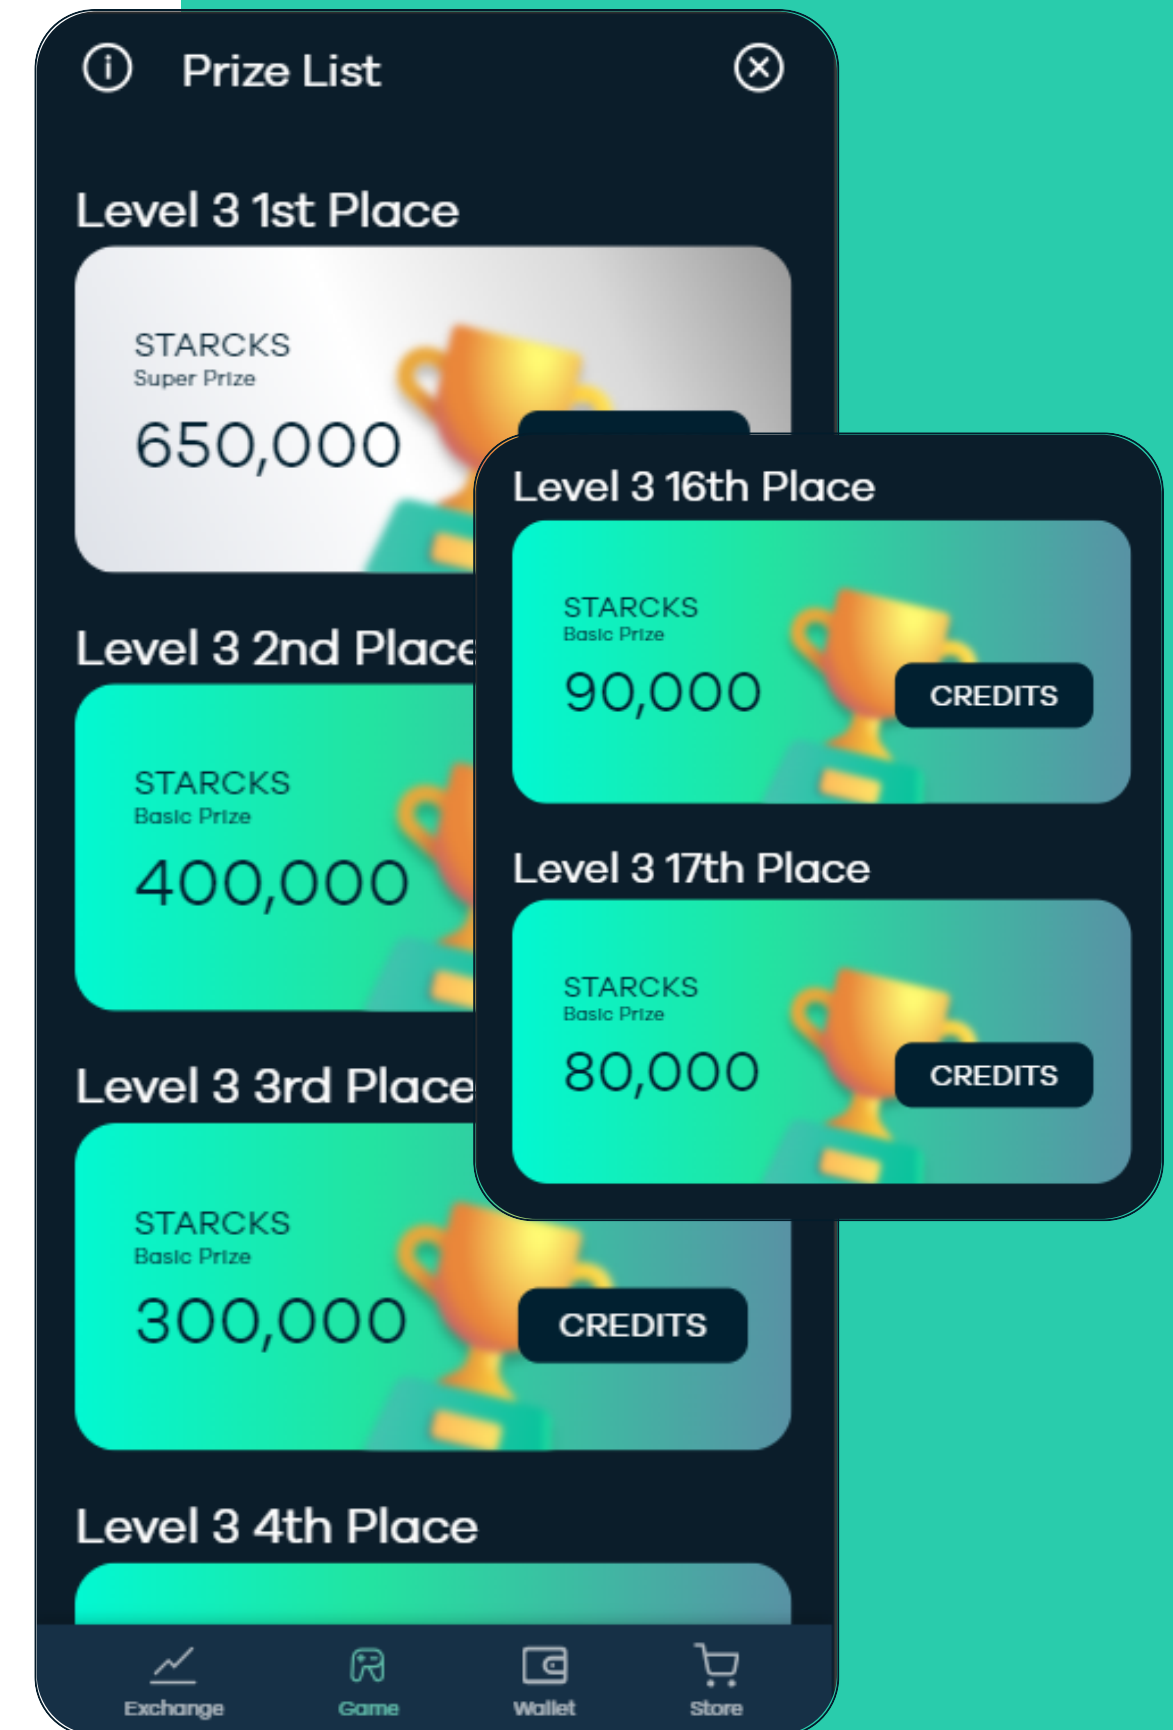 Prize List
Level 3 1st Place
STARCKS
Super Prize
650,000
Level 3 2nd Place
STARCKS
Basic Prize
400,000
Level 3 3rd Place
STARCKS
Basic Prize
300,000
CREDITS
Level 3 4th Place
Level 3 16th Place
STARCKS
Basic Prize
90,000
CREDITS
Level 3 17th Place
STARCKS
Basic Prize
80,000
CREDITS
Exchange
Game
Wallet
Store